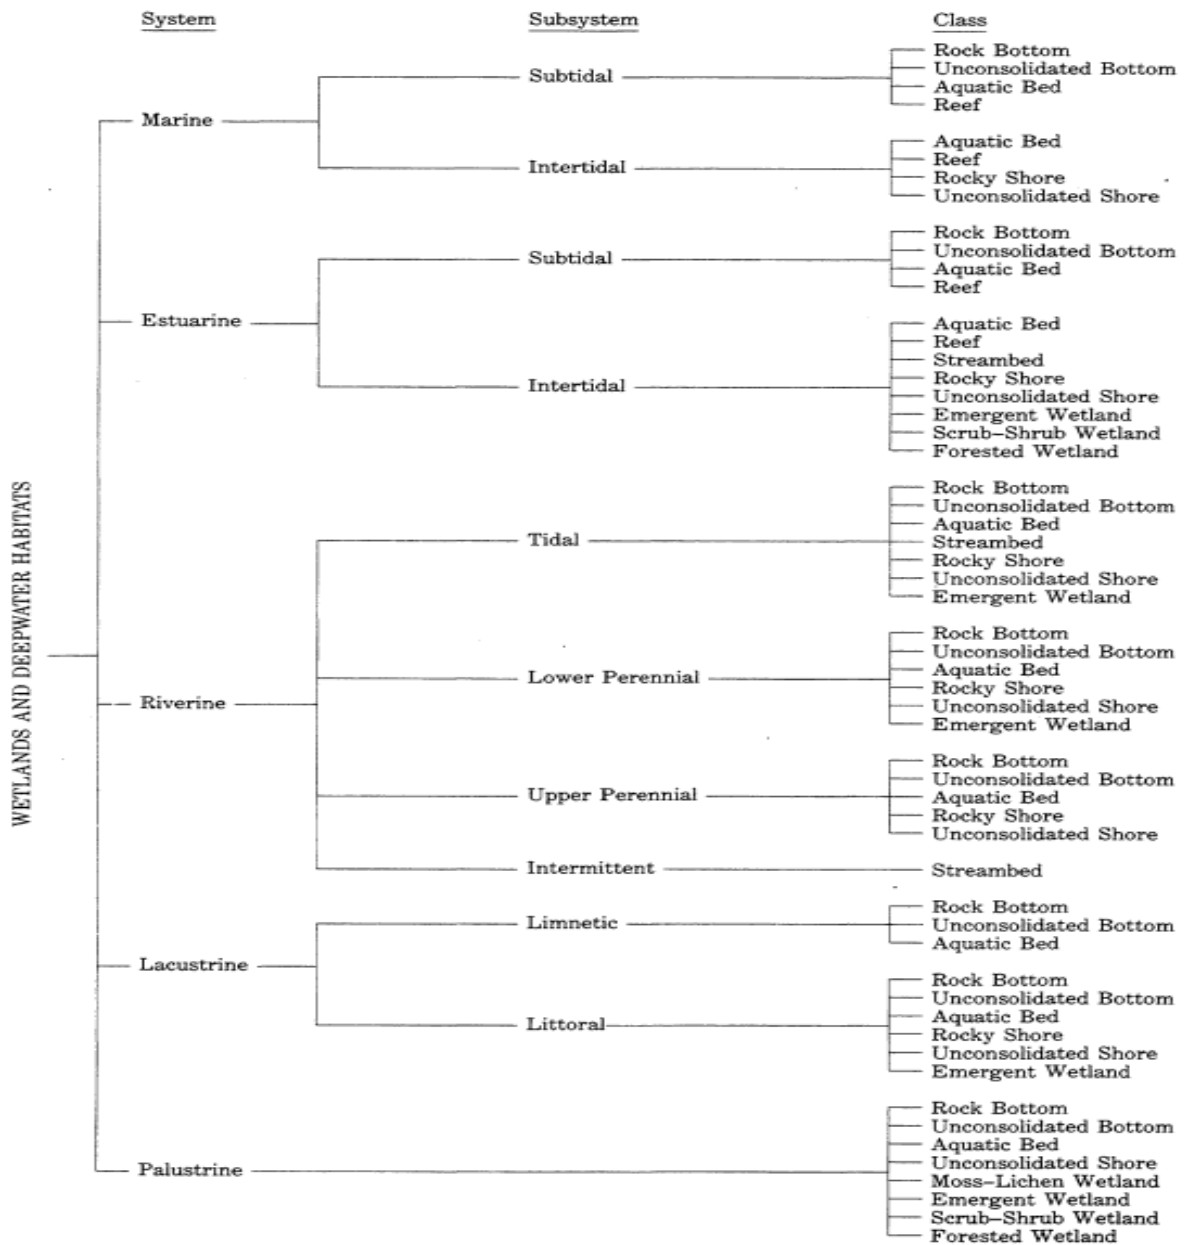 System Subsystem Class
WETLANDS AND DEEPWATER HABITATS
Marine
Subtidal
Rock Bottom
Unconsolidated Bottom
Aquatic Bed
Reef
Intertidal
Aquatic Bed
Reef
Rocky Shore
Unconsolidated Shore
Estuarine
Subtidal
Rock Bottom
Unconsolidated Bottom
Aquatic Bed
Reef
Intertidal
Aquatic Bed
Reef
Streambed
Rocky Shore
Unconsolidated Shore
Emergent Wetland
Scrub–Shrub Wetland
Forested Wetland
Riverine
Tidal
Rock Bottom
Unconsolidated Bottom
Aquatic Bed
Streambed
Rocky Shore
Unconsolidated Shore
Emergent Wetland
Lower Perennial
Rock Bottom
Unconsolidated Bottom
Aquatic Bed
Rocky Shore
Unconsolidated Shore
Emergent Wetland
Upper Perennial
Rock Bottom
Unconsolidated Bottom
Aquatic Bed
Rocky Shore
Unconsolidated Shore
Intermittent
Streambed
Lacustrine
Limnetic
Rock Bottom
Unconsolidated Bottom
Aquatic Bed
Littoral
Rock Bottom
Unconsolidated Bottom
Aquatic Bed
Rocky Shore
Unconsolidated Shore
Emergent Wetland
Palustrine
Rock Bottom
Unconsolidated Bottom
Aquatic Bed
Unconsolidated Shore
Moss–Lichen Wetland
Emergent Wetland
Scrub–Shrub Wetland
Forested Wetland